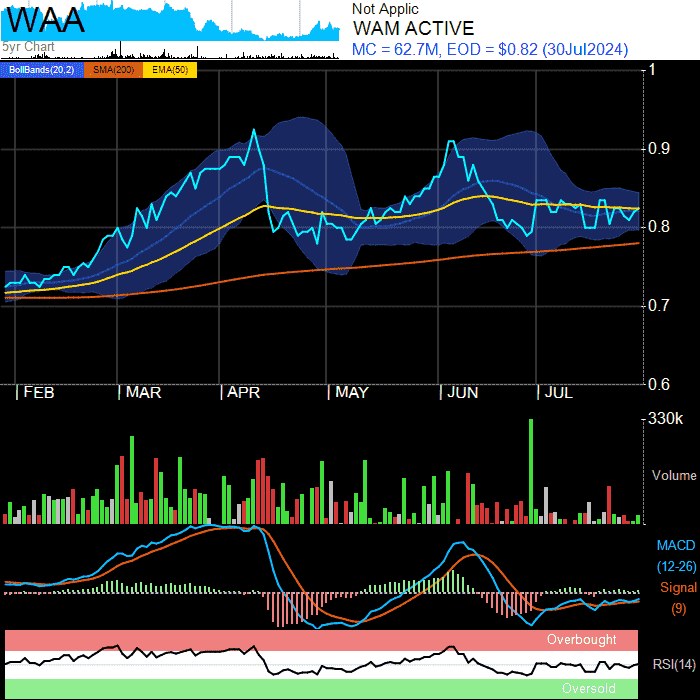 WAA
5yr Chart
Not Applic
WAM ACTIVE
MC = 62.7M, EOD = $0.82 (30Jul2024)
BollBands(20,2) SMA(200) EMA(50)
1
0.9
0.8
0.7
0.6
FEB MAR APR MAY JUN JUL
330k
Volume
MACD
(12-26)
Signal
(9)
Overbought
RSI(14)
Oversold